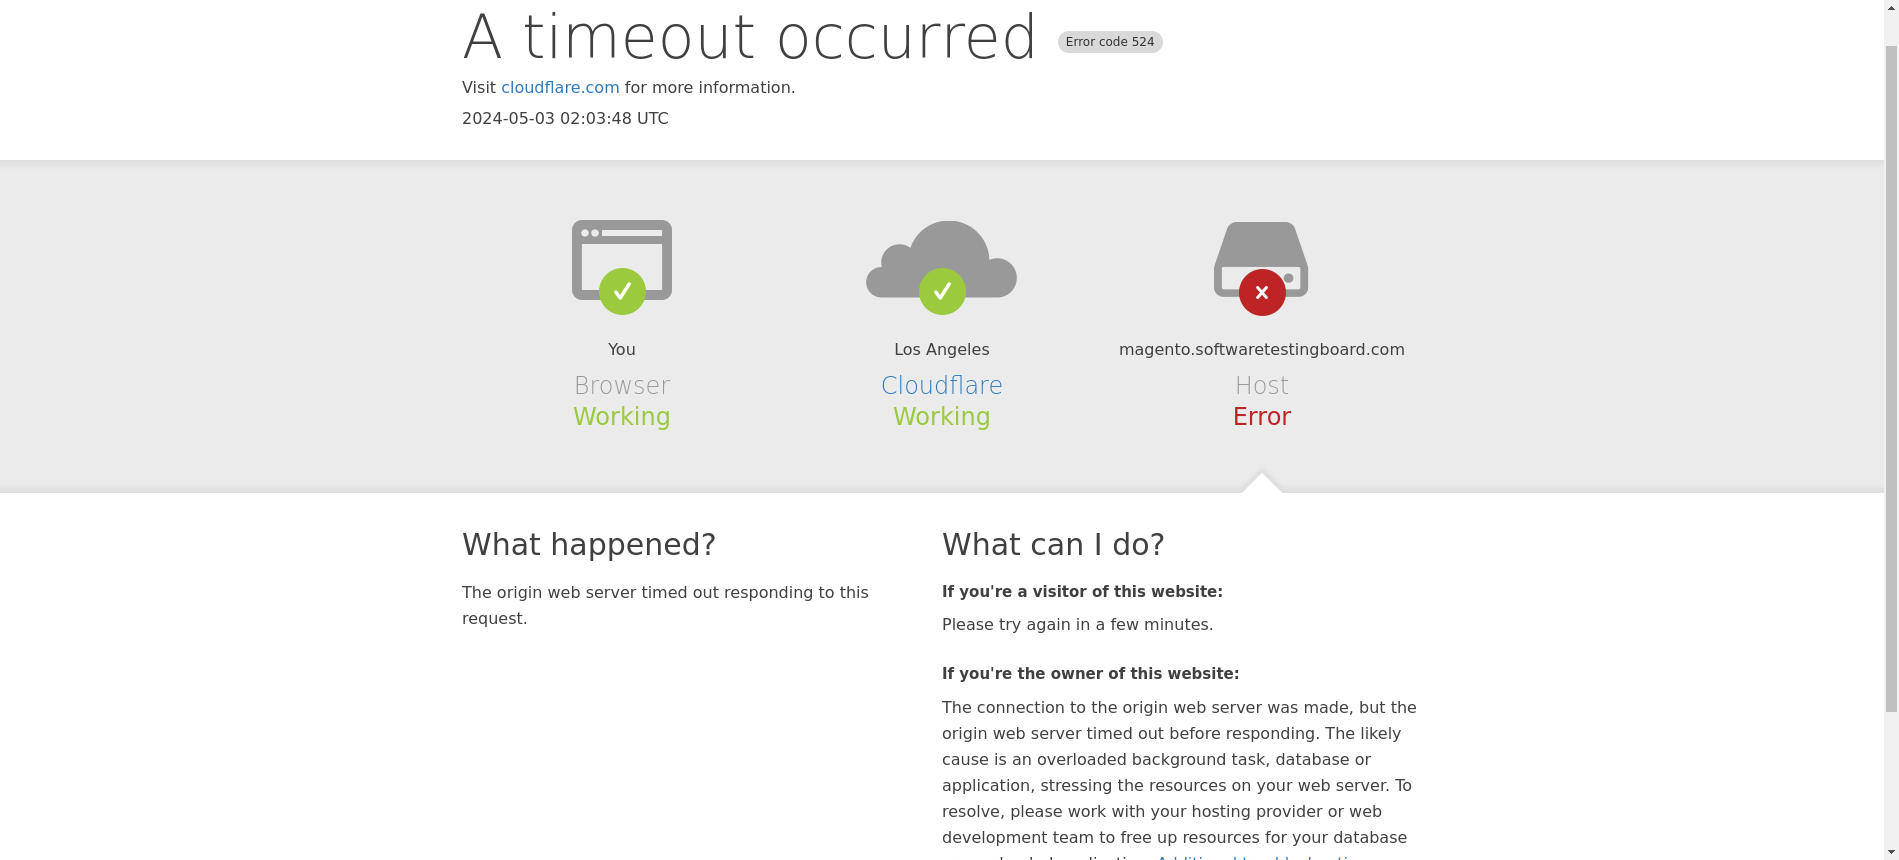 A timeout occurred Error code 524
Visit cloudflare.com for more information.
2024-05-03 02:03:48 UTC
You
Browser
Working
Los Angeles
Cloudflare
Working
magento.softwaretestingboard.com
Host
Error
What happened?
The origin web server timed out responding to this
request.
What can I do?
If you're a visitor of this website:
Please try again in a few minutes.
If you're the owner of this website:
The connection to the origin web server was made, but the
origin web server timed out before responding. The likely
cause is an overloaded background task, database or
application, stressing the resources on your web server. To
resolve, please work with your hosting provider or web
development team to free up resources for your database